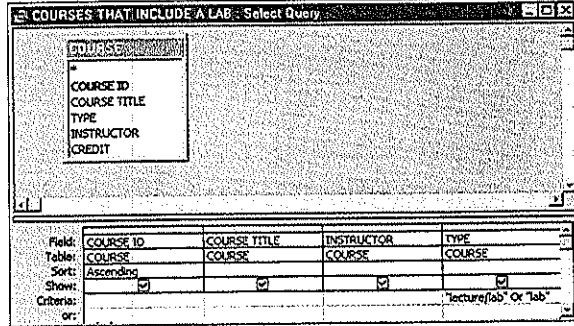 COURSES THAT INCLUDE A LAB : Select Query
COURSE
*
COURSE ID
COURSE TITLE
TYPE
INSTRUCTOR
CREDIT
Field: COURSE ID COURSE TITLE INSTRUCTOR TYPE
Table: COURSE COURSE COURSE COURSE
Sort: Ascending
Show:
Criteria: "lecture/lab" Or "lab"
or: